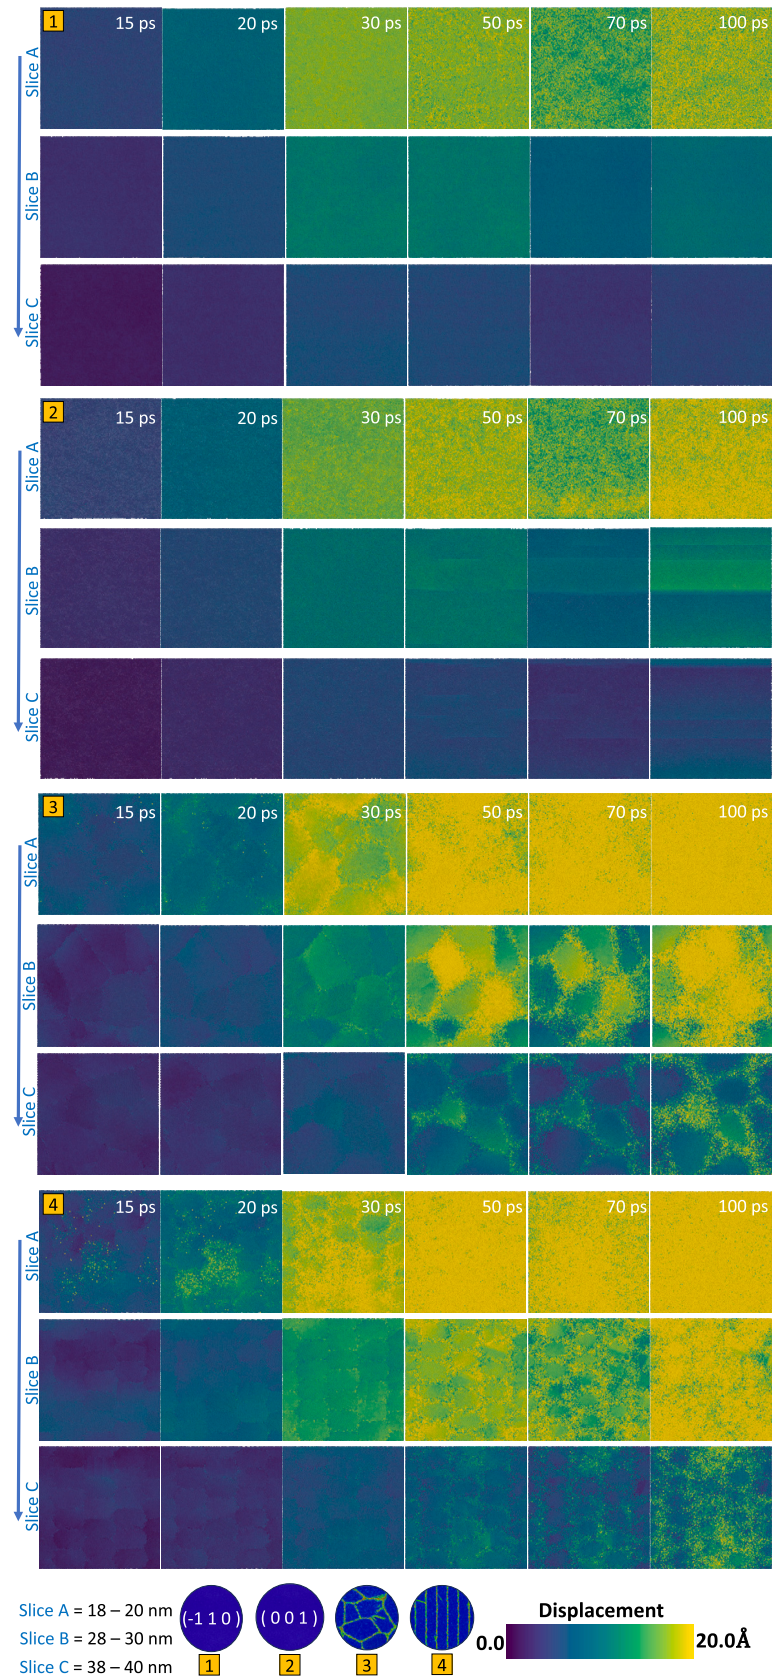 1
15 ps 20 ps 30 ps 50 ps 70 ps 100 ps
Slice A
Slice B
Slice C
2
15 ps 20 ps 30 ps 50 ps 70 ps 100 ps
Slice A
Slice B
Slice C
3
15 ps 20 ps 30 ps 50 ps 70 ps 100 ps
Slice A
Slice B
Slice C
4
15 ps 20 ps 30 ps 50 ps 70 ps 100 ps
Slice A
Slice B
Slice C
Slice A = 18 – 20 nm
Slice B = 28 – 30 nm
Slice C = 38 – 40 nm
(-1 1 0)
1
(0 0 1)
2
3
4
Displacement
0.0 20.0Å